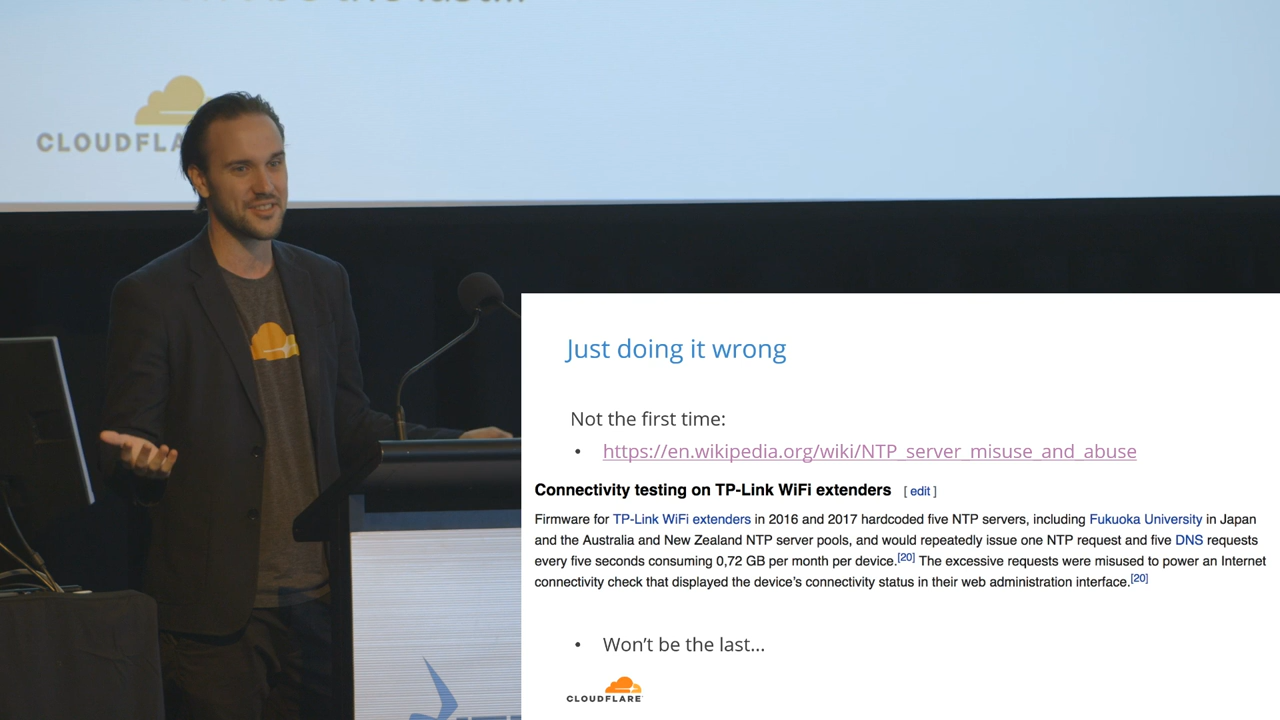 CLOUDFLA
Just doing it wrong
Not the first time:
• https://en.wikipedia.org/wiki/NTP_server_misuse_and_abuse
Connectivity testing on TP-Link WiFi extenders [ edit ]
Firmware for TP-Link WiFi extenders in 2016 and 2017 hardcoded five NTP servers, including Fukuoka University in Japan
and the Australia and New Zealand NTP server pools, and would repeatedly issue one NTP request and five DNS requests
every five seconds consuming 0,72 GB per month per device.[20] The excessive requests were misused to power an Internet
connectivity check that displayed the device's connectivity status in their web administration interface.[20]
• Won't be the last...
CLOUDFLARE